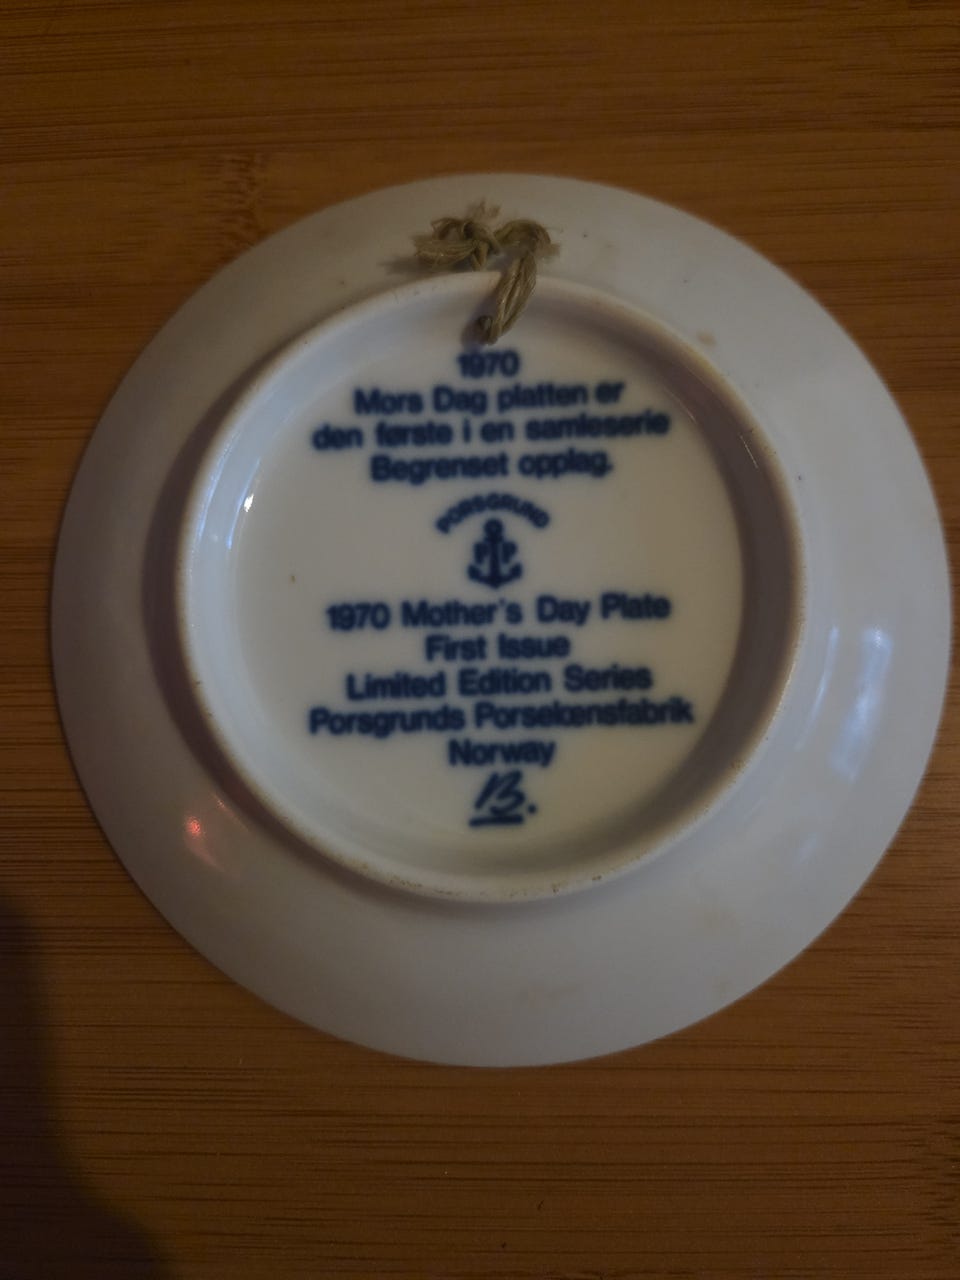 1970
Mors Dag platten er
den første i en samleserie
Begrenset opplag.
PORSGRUND
P P
1970 Mother's Day Plate
First Issue
Limited Edition Series
Porsgrunds Porselænsfabrik
Norway
B.